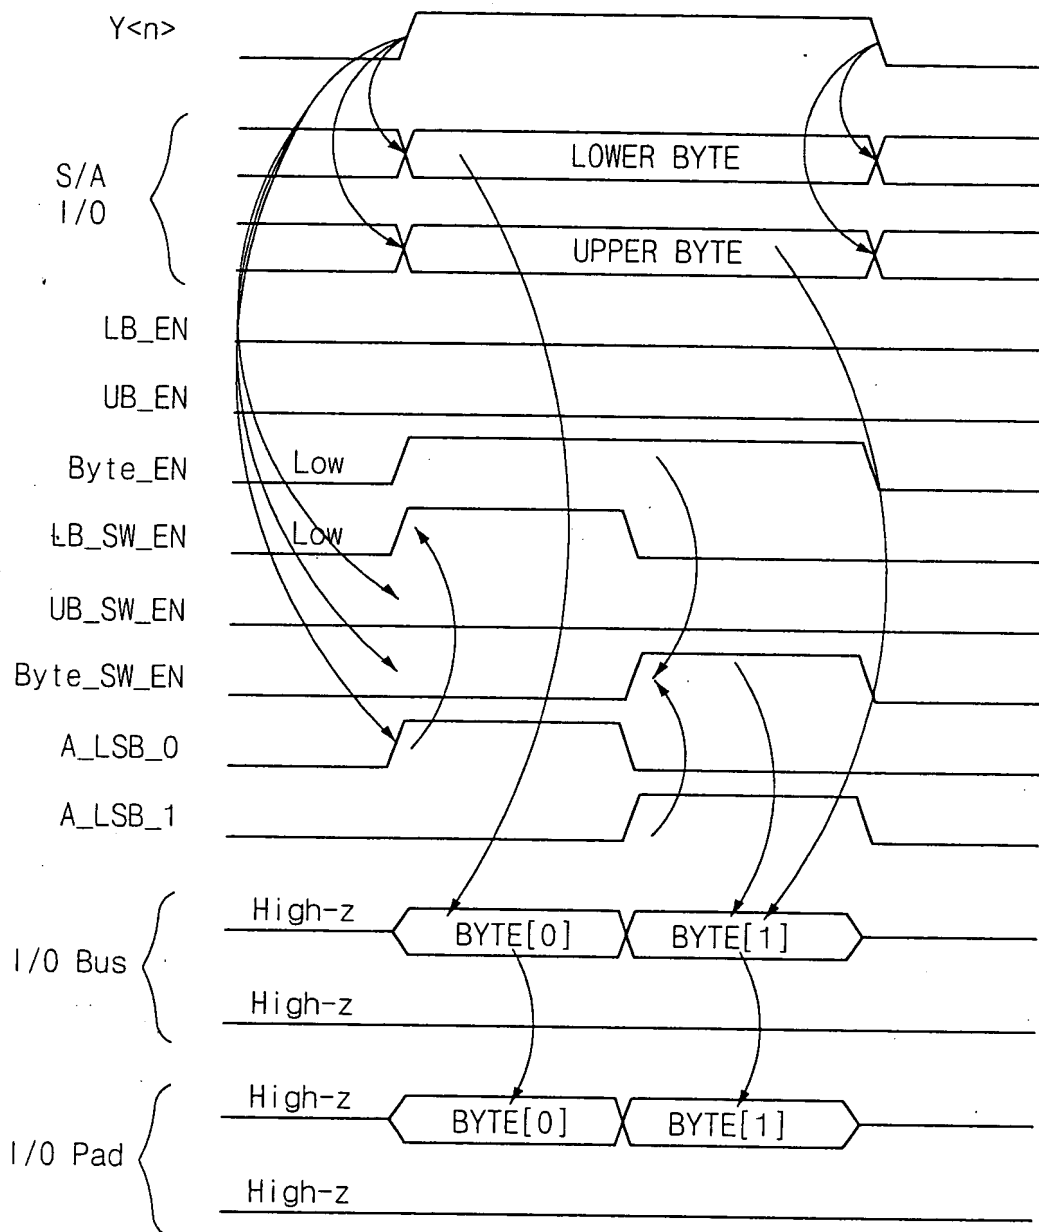 Y<n>
S/A
I/O
LOWER BYTE
UPPER BYTE
LB_EN
UB_EN
Byte_EN
Low
LB_SW_EN
Low
UB_SW_EN
Byte_SW_EN
A_LSB_0
A_LSB_1
I/O Bus
High-z
BYTE[0]
BYTE[1]
High-z
I/O Pad
High-z
BYTE[0]
BYTE[1]
High-z